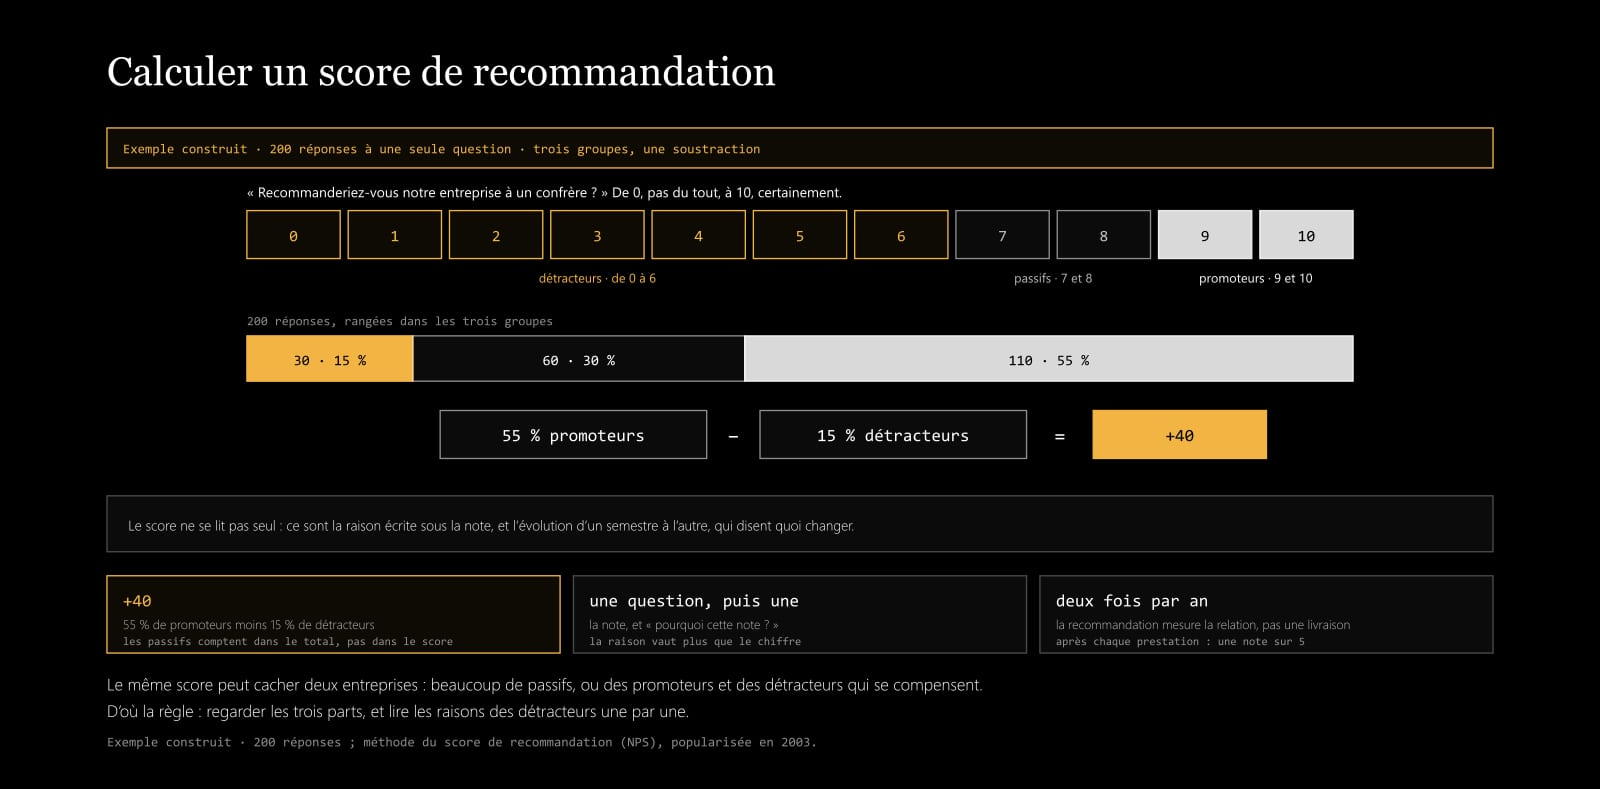 Calculer un score de recommandation
Exemple construit · 200 réponses à une seule question · trois groupes, une soustraction
« Recommanderiez-vous notre entreprise à un confrère ? » De 0, pas du tout, à 10, certainement.
0 1 2 3 4 5 6 7 8 9 10
détracteurs · de 0 à 6 passifs · 7 et 8 promoteurs · 9 et 10
200 réponses, rangées dans les trois groupes
30 · 15 % 60 · 30 % 110 · 55 %
55 % promoteurs − 15 % détracteurs = +40
Le score ne se lit pas seul : ce sont la raison écrite sous la note, et l’évolution d’un semestre à l’autre, qui disent quoi changer.
+40
55 % de promoteurs moins 15 % de détracteurs
les passifs comptent dans le total, pas dans le score
une question, puis une
la note, et « pourquoi cette note ? »
la raison vaut plus que le chiffre
deux fois par an
la recommandation mesure la relation, pas une livraison
après chaque prestation : une note sur 5
Le même score peut cacher deux entreprises : beaucoup de passifs, ou des promoteurs et des détracteurs qui se compensent.
D’où la règle : regarder les trois parts, et lire les raisons des détracteurs une par une.
Exemple construit · 200 réponses ; méthode du score de recommandation (NPS), popularisée en 2003.